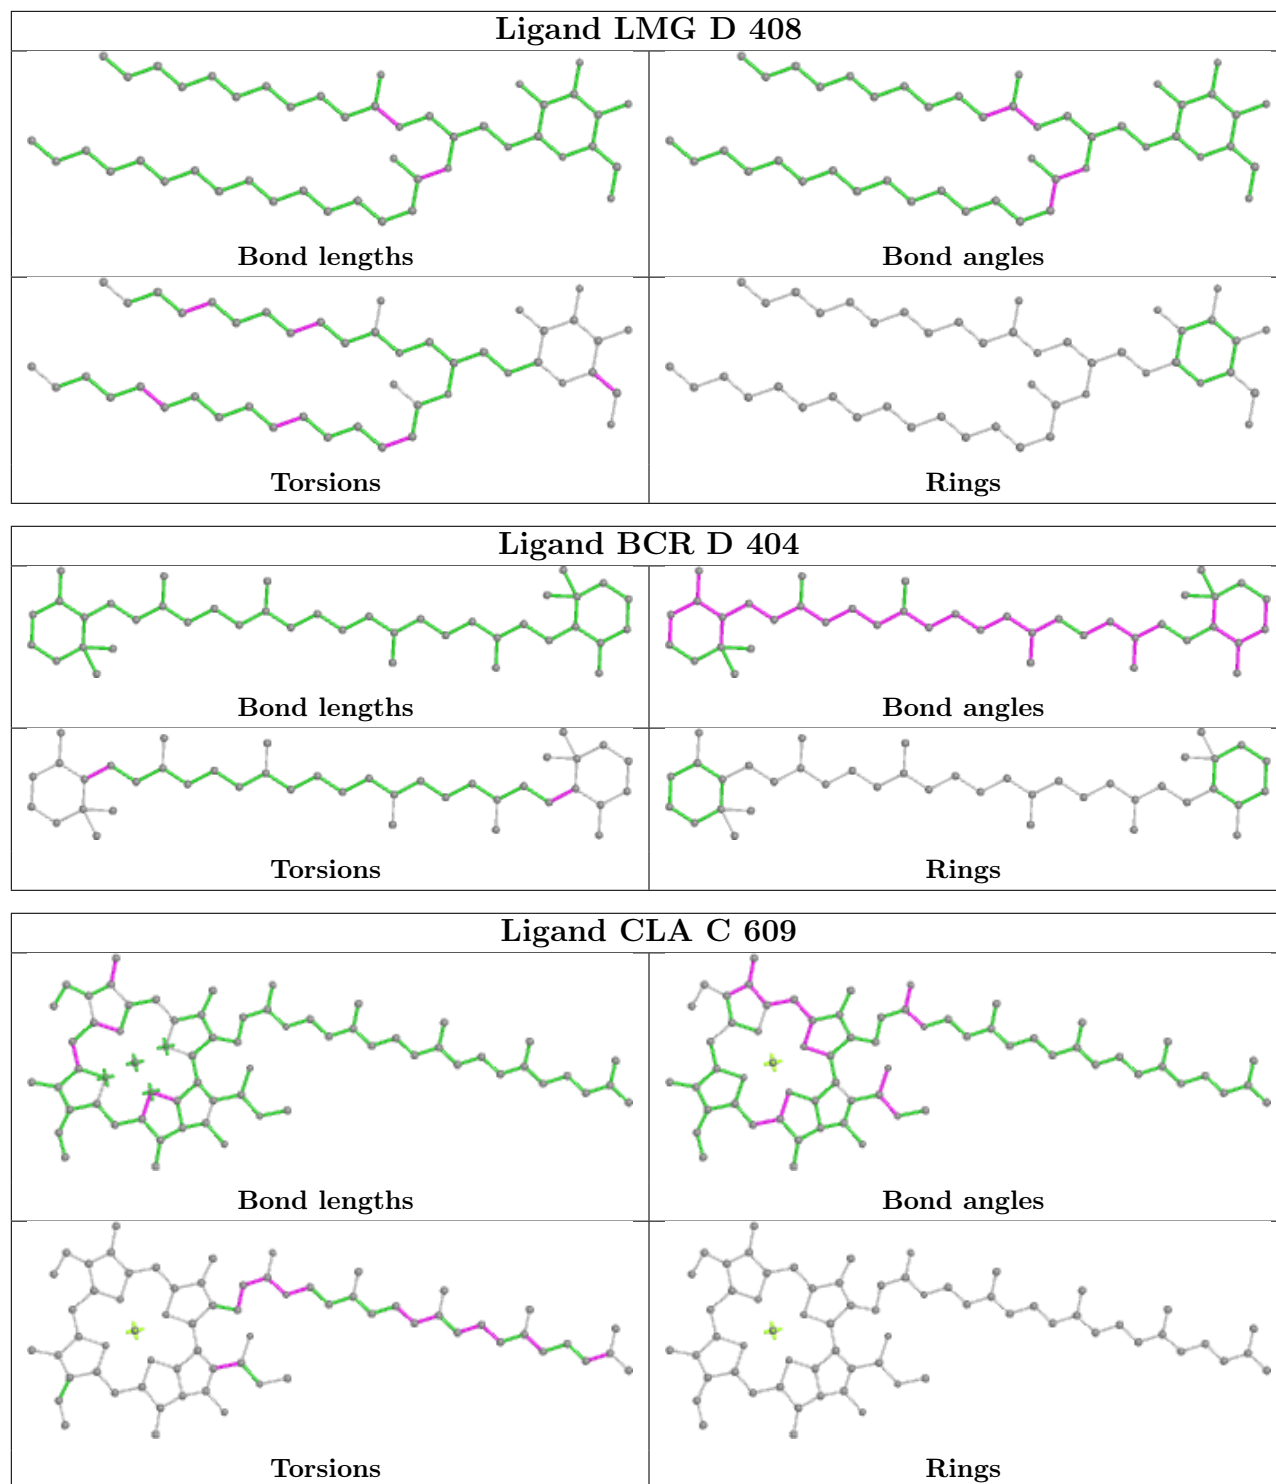 Ligand LMG D 408
Bond lengths
Bond angles
Torsions
Rings
Ligand BCR D 404
Bond lengths
Bond angles
Torsions
Rings
Ligand CLA C 609
Bond lengths
Bond angles
Torsions
Rings